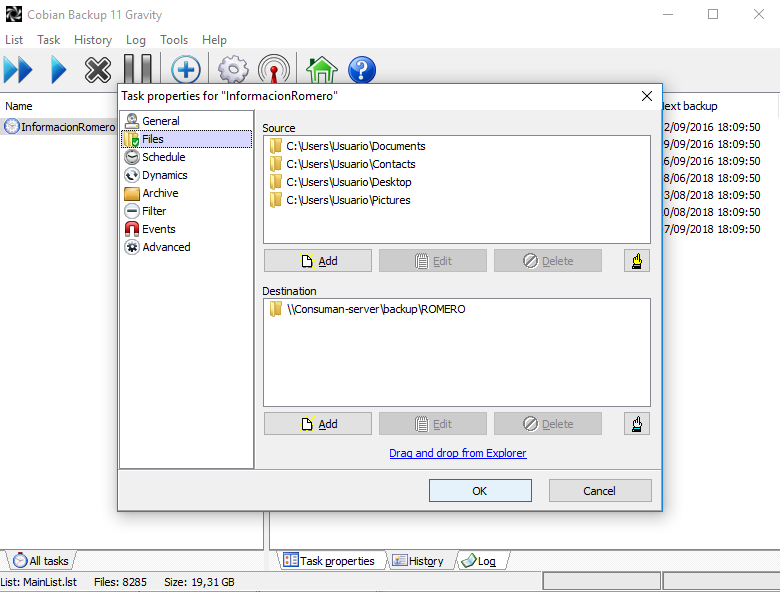 Cobian Backup 11 Gravity
List Task History Log Tools Help
Name
InformacionRomero
Task properties for "InformacionRomero"
General
Files
Schedule
Dynamics
Archive
Filter
Events
Advanced
Source
C:\Users\Usuario\Documents
C:\Users\Usuario\Contacts
C:\Users\Usuario\Desktop
C:\Users\Usuario\Pictures
Add Edit Delete
Destination
\\Consuman-server\backup\ROMERO
Add Edit Delete
Drag and drop from Explorer
OK Cancel
ext backup
2/09/2016 18:09:50
9/09/2016 18:09:50
6/09/2016 18:09:50
8/06/2018 18:09:50
3/08/2018 18:09:50
0/08/2018 18:09:50
7/09/2018 18:09:50
All tasks
Task properties History Log
List: MainList.lst Files: 8285 Size: 19,31 GB